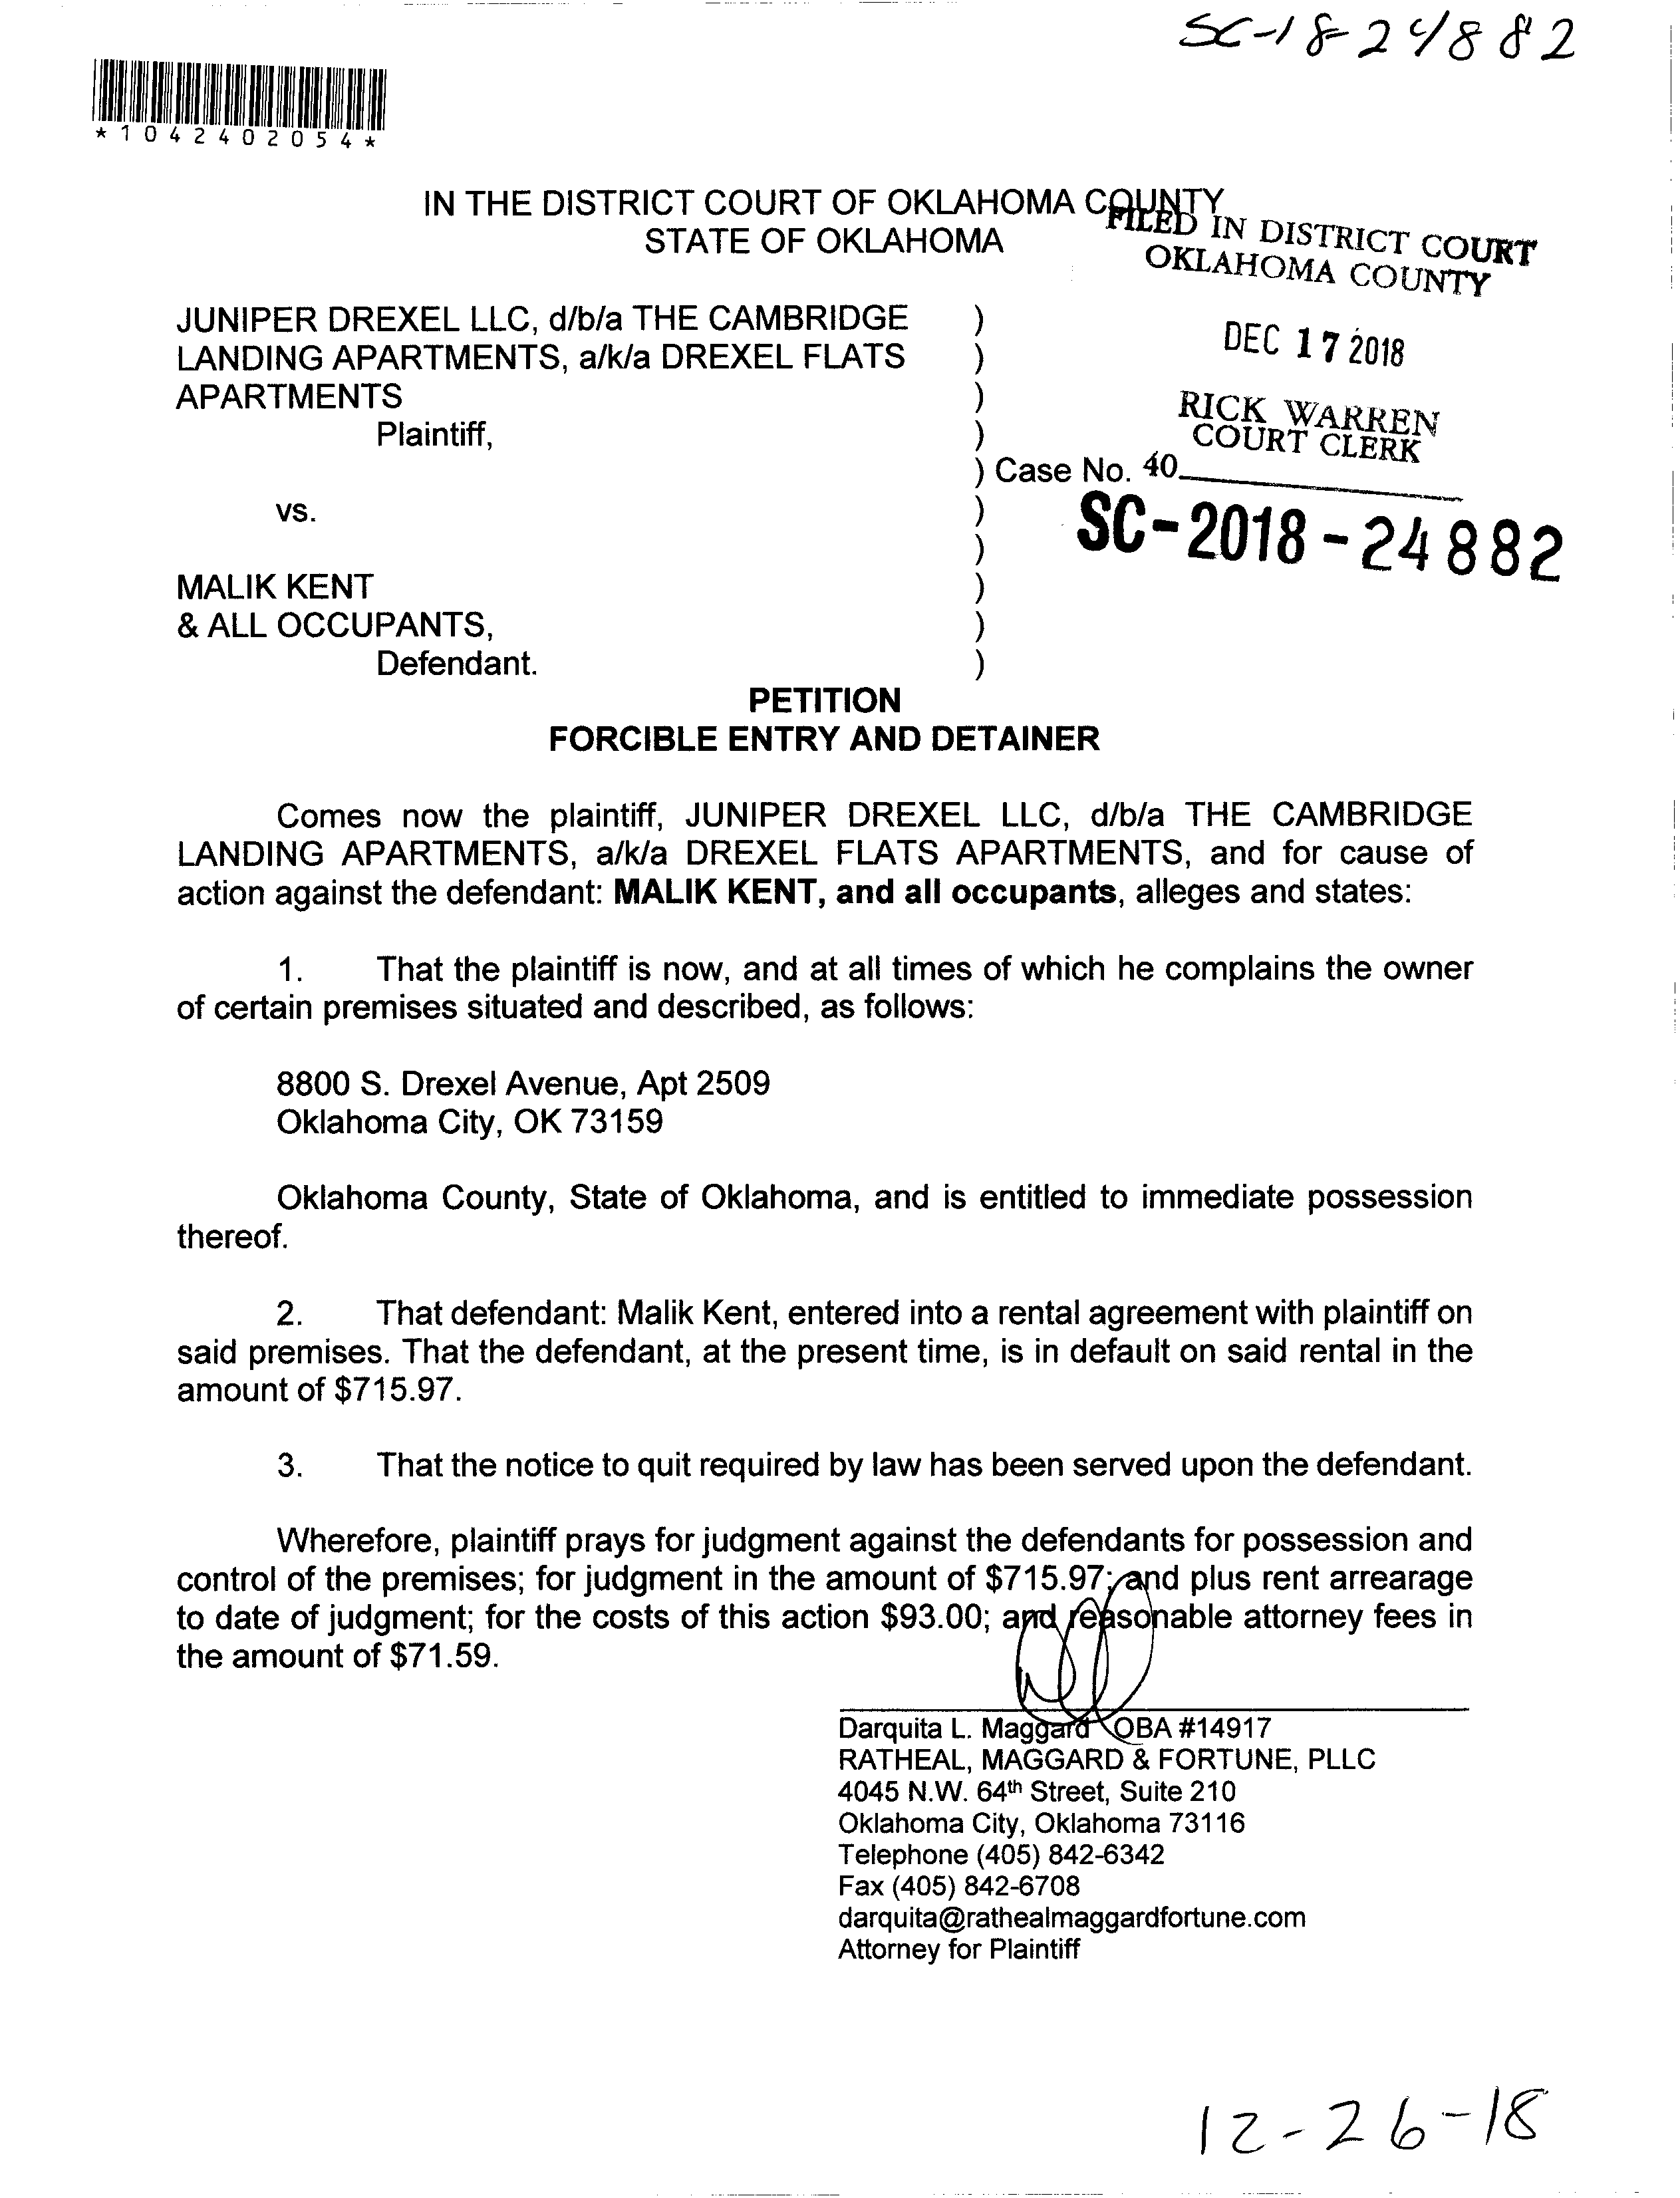 SC-18-24882
*1042402054*
IN THE DISTRICT COURT OF OKLAHOMA COUNTY
STATE OF OKLAHOMA
FILED IN DISTRICT COURT
OKLAHOMA COUNTY
JUNIPER DREXEL LLC, d/b/a THE CAMBRIDGE )
LANDING APARTMENTS, a/k/a DREXEL FLATS )
APARTMENTS )
Plaintiff, )
DEC 17 2018
RICK WARREN
COURT CLERK
) Case No. 40
vs. )
SC-2018-24882
)
MALIK KENT )
& ALL OCCUPANTS, )
Defendant. )
PETITION
FORCIBLE ENTRY AND DETAINER
Comes now the plaintiff, JUNIPER DREXEL LLC, d/b/a THE CAMBRIDGE
LANDING APARTMENTS, a/k/a DREXEL FLATS APARTMENTS, and for cause of
action against the defendant: MALIK KENT, and all occupants, alleges and states:
1. That the plaintiff is now, and at all times of which he complains the owner
of certain premises situated and described, as follows:
8800 S. Drexel Avenue, Apt 2509
Oklahoma City, OK 73159
Oklahoma County, State of Oklahoma, and is entitled to immediate possession
thereof.
2. That defendant: Malik Kent, entered into a rental agreement with plaintiff on
said premises. That the defendant, at the present time, is in default on said rental in the
amount of $715.97.
3. That the notice to quit required by law has been served upon the defendant.
Wherefore, plaintiff prays for judgment against the defendants for possession and
control of the premises; for judgment in the amount of $715.97; and plus rent arrearage
to date of judgment; for the costs of this action $93.00; and reasonable attorney fees in
the amount of $71.59.
Darquita L. Maggard OBA #14917
RATHEAL, MAGGARD & FORTUNE, PLLC
4045 N.W. 64th Street, Suite 210
Oklahoma City, Oklahoma 73116
Telephone (405) 842-6342
Fax (405) 842-6708
darquita@rathealmaggardfortune.com
Attorney for Plaintiff
12-26-18